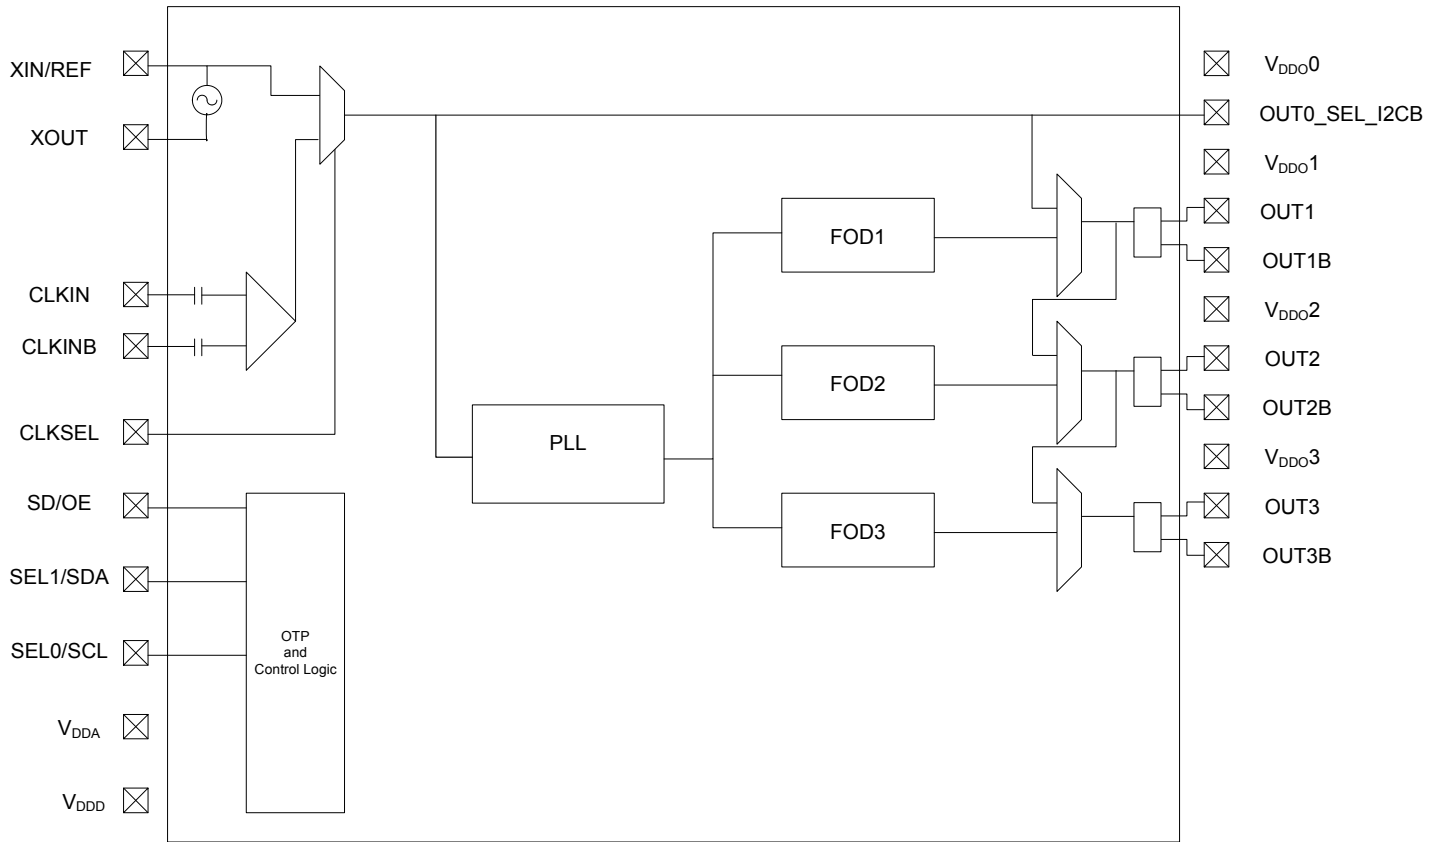 XIN/REF
XOUT
CLKIN
CLKINB
CLKSEL
SD/OE
SEL1/SDA
SEL0/SCL
VDDA
VDDD
OTP
and
Control Logic
PLL
FOD1
FOD2
FOD3
VDDO0
OUT0_SEL_I2CB
VDDO1
OUT1
OUT1B
VDDO2
OUT2
OUT2B
VDDO3
OUT3
OUT3B